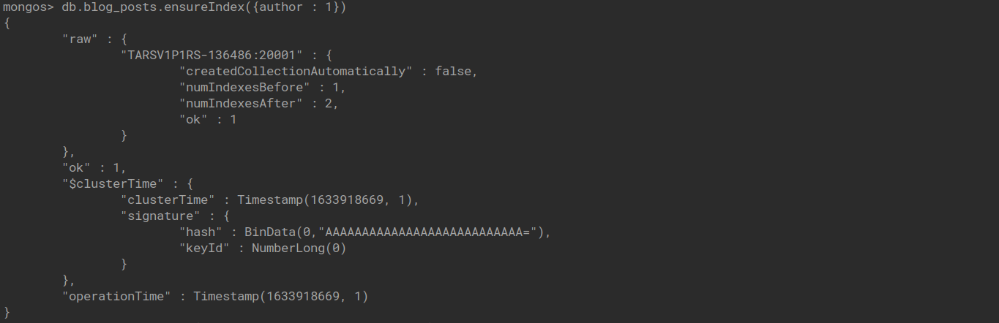 mongos> db.blog_posts.ensureIndex({author : 1})
{
        "raw" : {
                "TARSV1P1RS-136486:20001" : {
                        "createdCollectionAutomatically" : false,
                        "numIndexesBefore" : 1,
                        "numIndexesAfter" : 2,
                        "ok" : 1
                }
        },
        "ok" : 1,
        "$clusterTime" : {
                "clusterTime" : Timestamp(1633918669, 1),
                "signature" : {
                        "hash" : BinData(0,"AAAAAAAAAAAAAAAAAAAAAAAAAAA="),
                        "keyId" : NumberLong(0)
                }
        },
        "operationTime" : Timestamp(1633918669, 1)
}